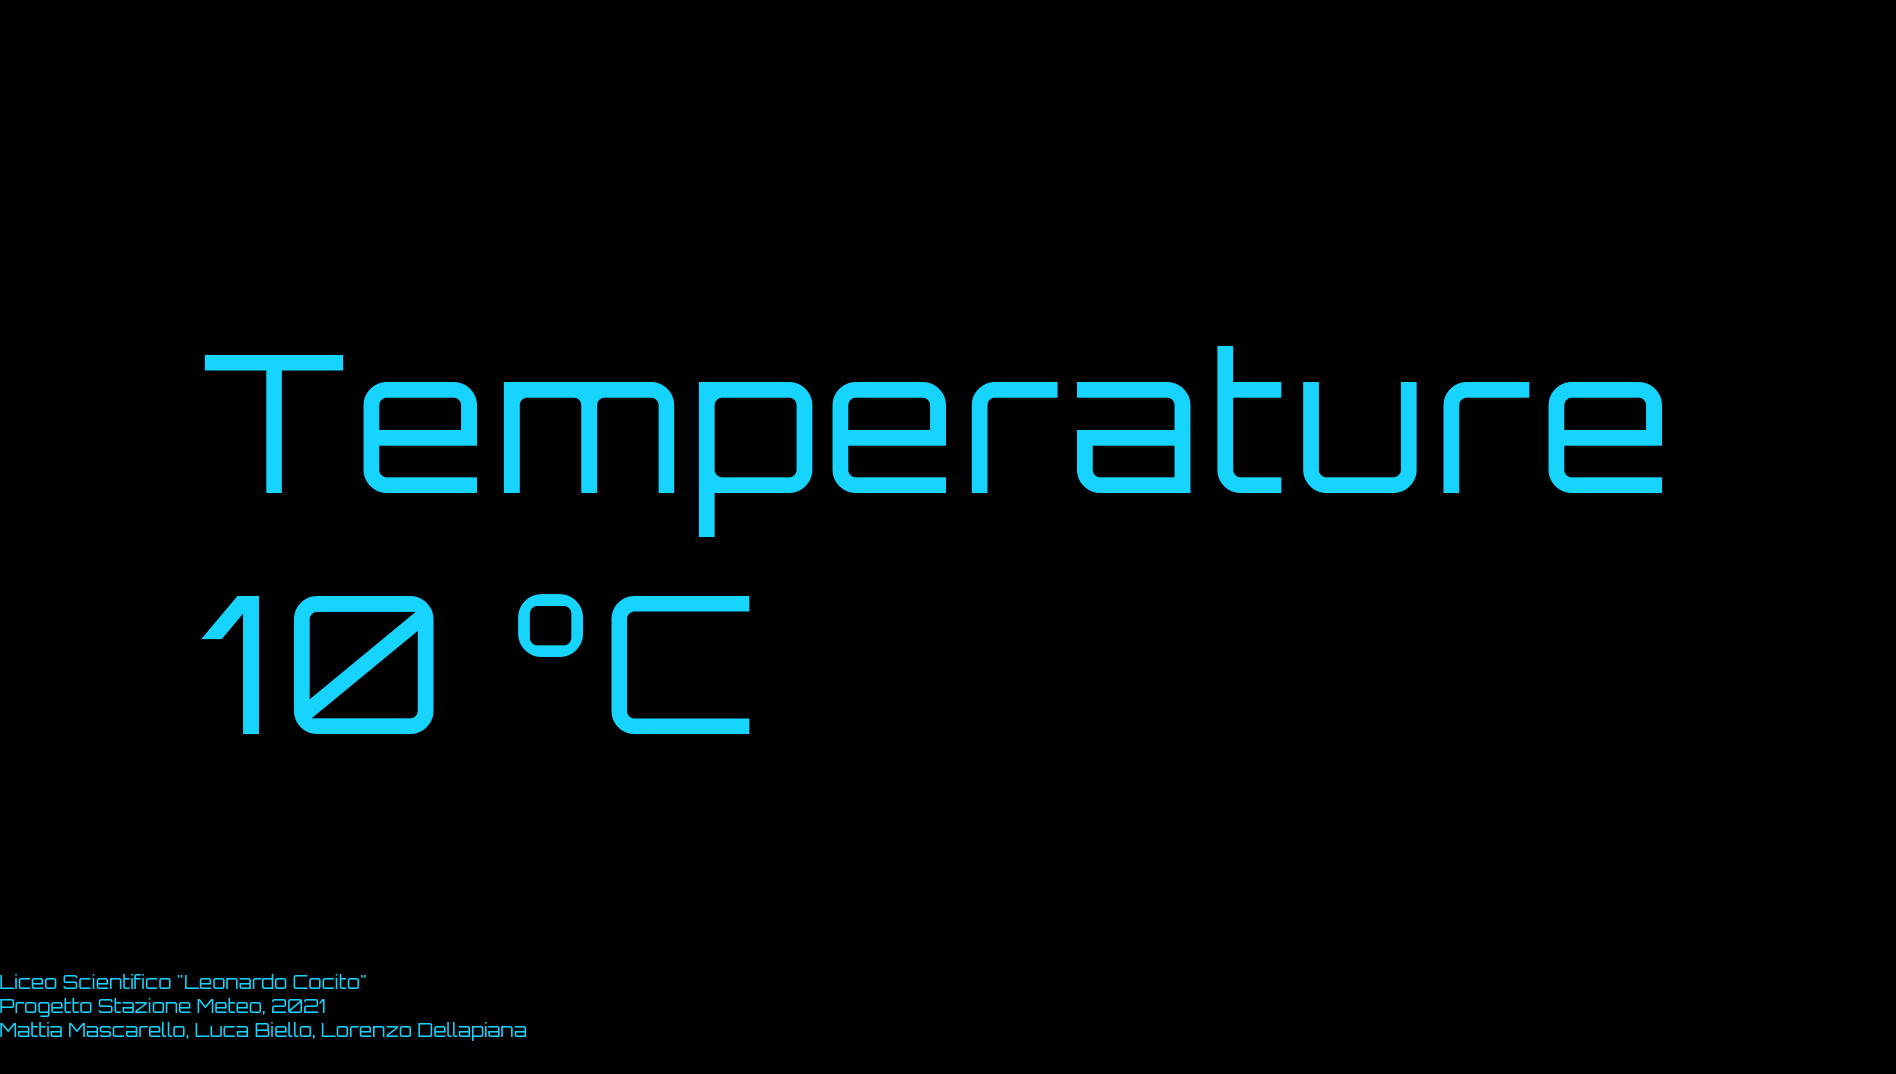 Temperature
10 °C
Liceo Scientifico "Leonardo Cocito"
Progetto Stazione Meteo, 2021
Mattia Mascarello, Luca Biello, Lorenzo Dellapiana